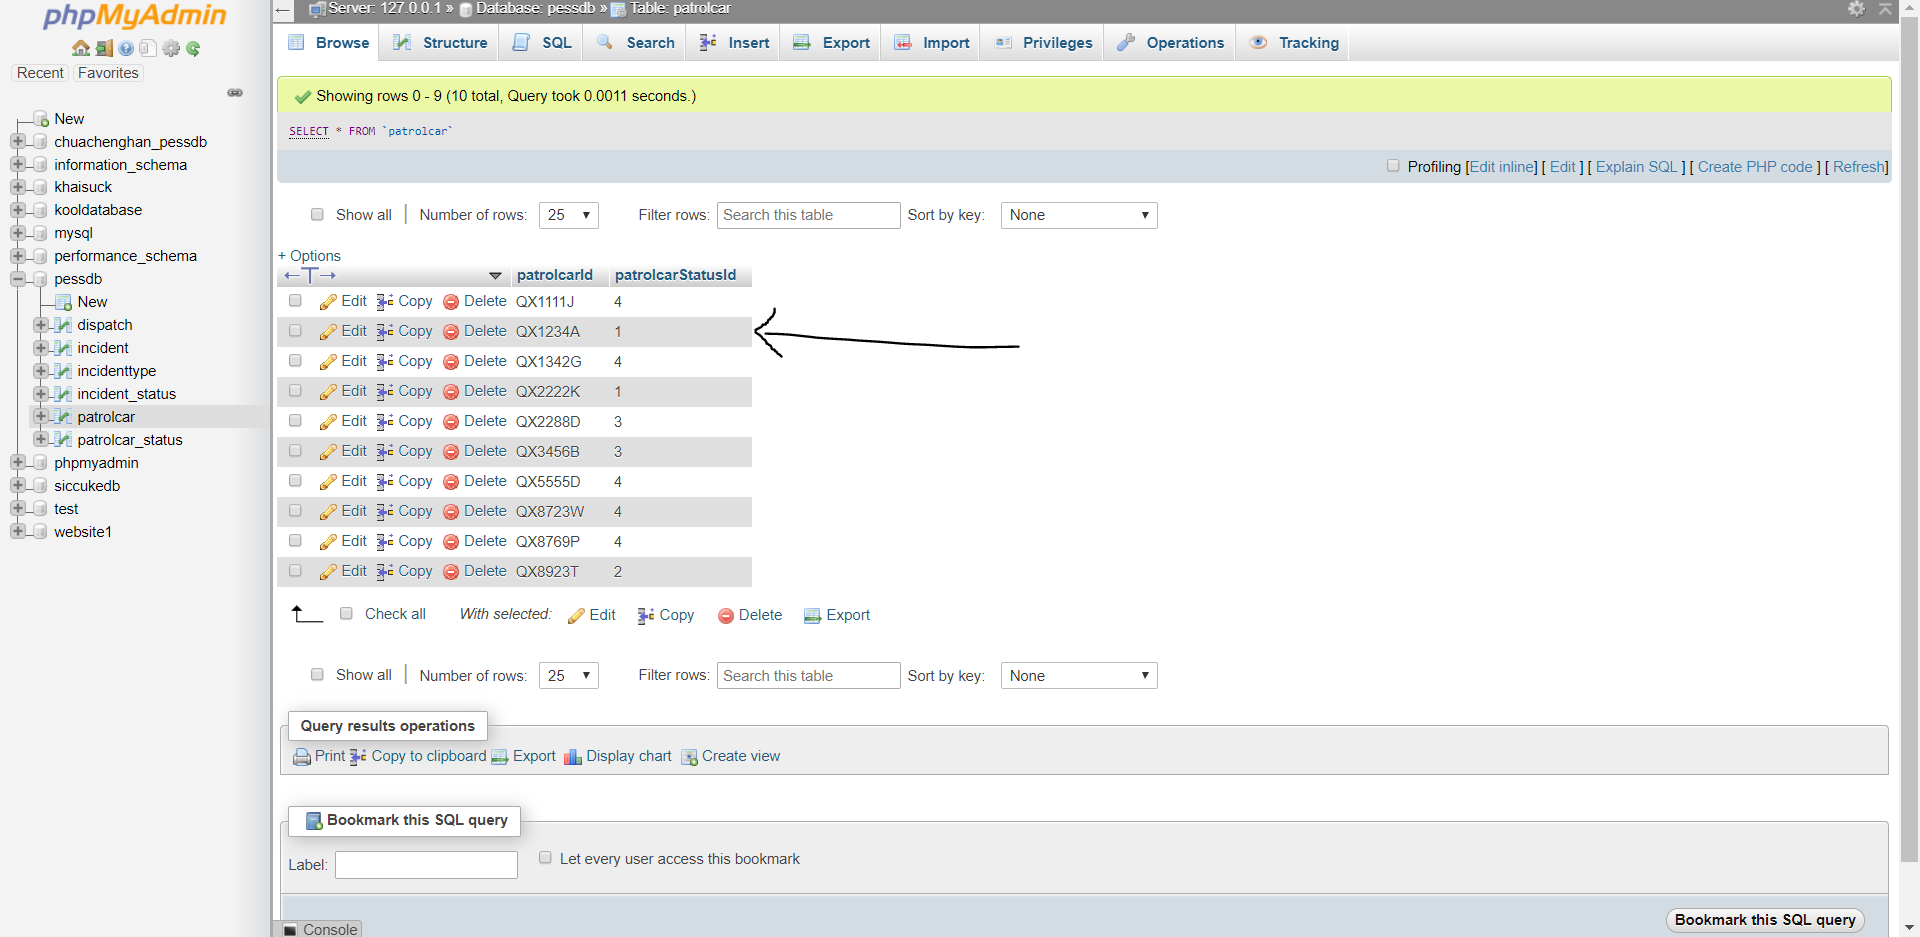 phpMyAdmin
Recent Favorites
New
chuachenghan_pessdb
information_schema
khaisuck
kooldatabase
mysql
performance_schema
pessdb
New
dispatch
incident
incidenttype
incident_status
patrolcar
patrolcar_status
phpmyadmin
siccukedb
test
website1
Server: 127.0.0.1 » Database: pessdb » Table: patrolcar
Browse Structure SQL Search Insert Export Import Privileges Operations Tracking
Showing rows 0 - 9 (10 total, Query took 0.0011 seconds.)
SELECT * FROM `patrolcar`
Profiling [Edit inline] [ Edit ] [ Explain SQL ] [ Create PHP code ] [ Refresh]
Show all | Number of rows: 25 Filter rows: Search this table Sort by key: None
+ Options
←T→ patrolcarId patrolcarStatusId
Edit Copy Delete QX1111J 4
Edit Copy Delete QX1234A 1
Edit Copy Delete QX1342G 4
Edit Copy Delete QX2222K 1
Edit Copy Delete QX2288D 3
Edit Copy Delete QX3456B 3
Edit Copy Delete QX5555D 4
Edit Copy Delete QX8723W 4
Edit Copy Delete QX8769P 4
Edit Copy Delete QX8923T 2
Check all With selected: Edit Copy Delete Export
Show all | Number of rows: 25 Filter rows: Search this table Sort by key: None
Query results operations
Print Copy to clipboard Export Display chart Create view
Bookmark this SQL query
Label: Let every user access this bookmark
Bookmark this SQL query
Console